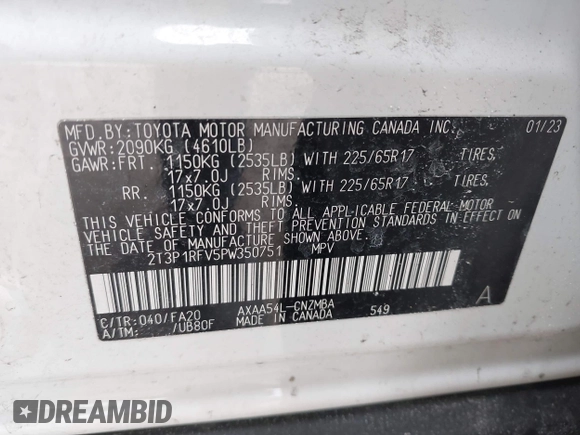 MFD.BY:TOYOTA MOTOR MANUFACTURING CANADA INC. 01/23
GVWR:2090KG (4610LB)
GAWR:FRT. 1150KG (2535LB) WITH 225/65R17 TIRES,
17x7.0J RIMS,
RR. 1150KG (2535LB) WITH 225/65R17 TIRES,
17x7.0J RIMS,
THIS VEHICLE CONFORMS TO ALL APPLICABLE FEDERAL MOTOR
VEHICLE SAFETY AND THEFT PREVENTION STANDARDS IN EFFECT
ON THE DATE OF MANUFACTURE SHOWN ABOVE.
2T3P1RFV5PW350751 MPV
A
C/TR:040/FA20 AXAA54L-CNZMBA 549
A/TM: /UB80F MADE IN CANADA
DREAMBID